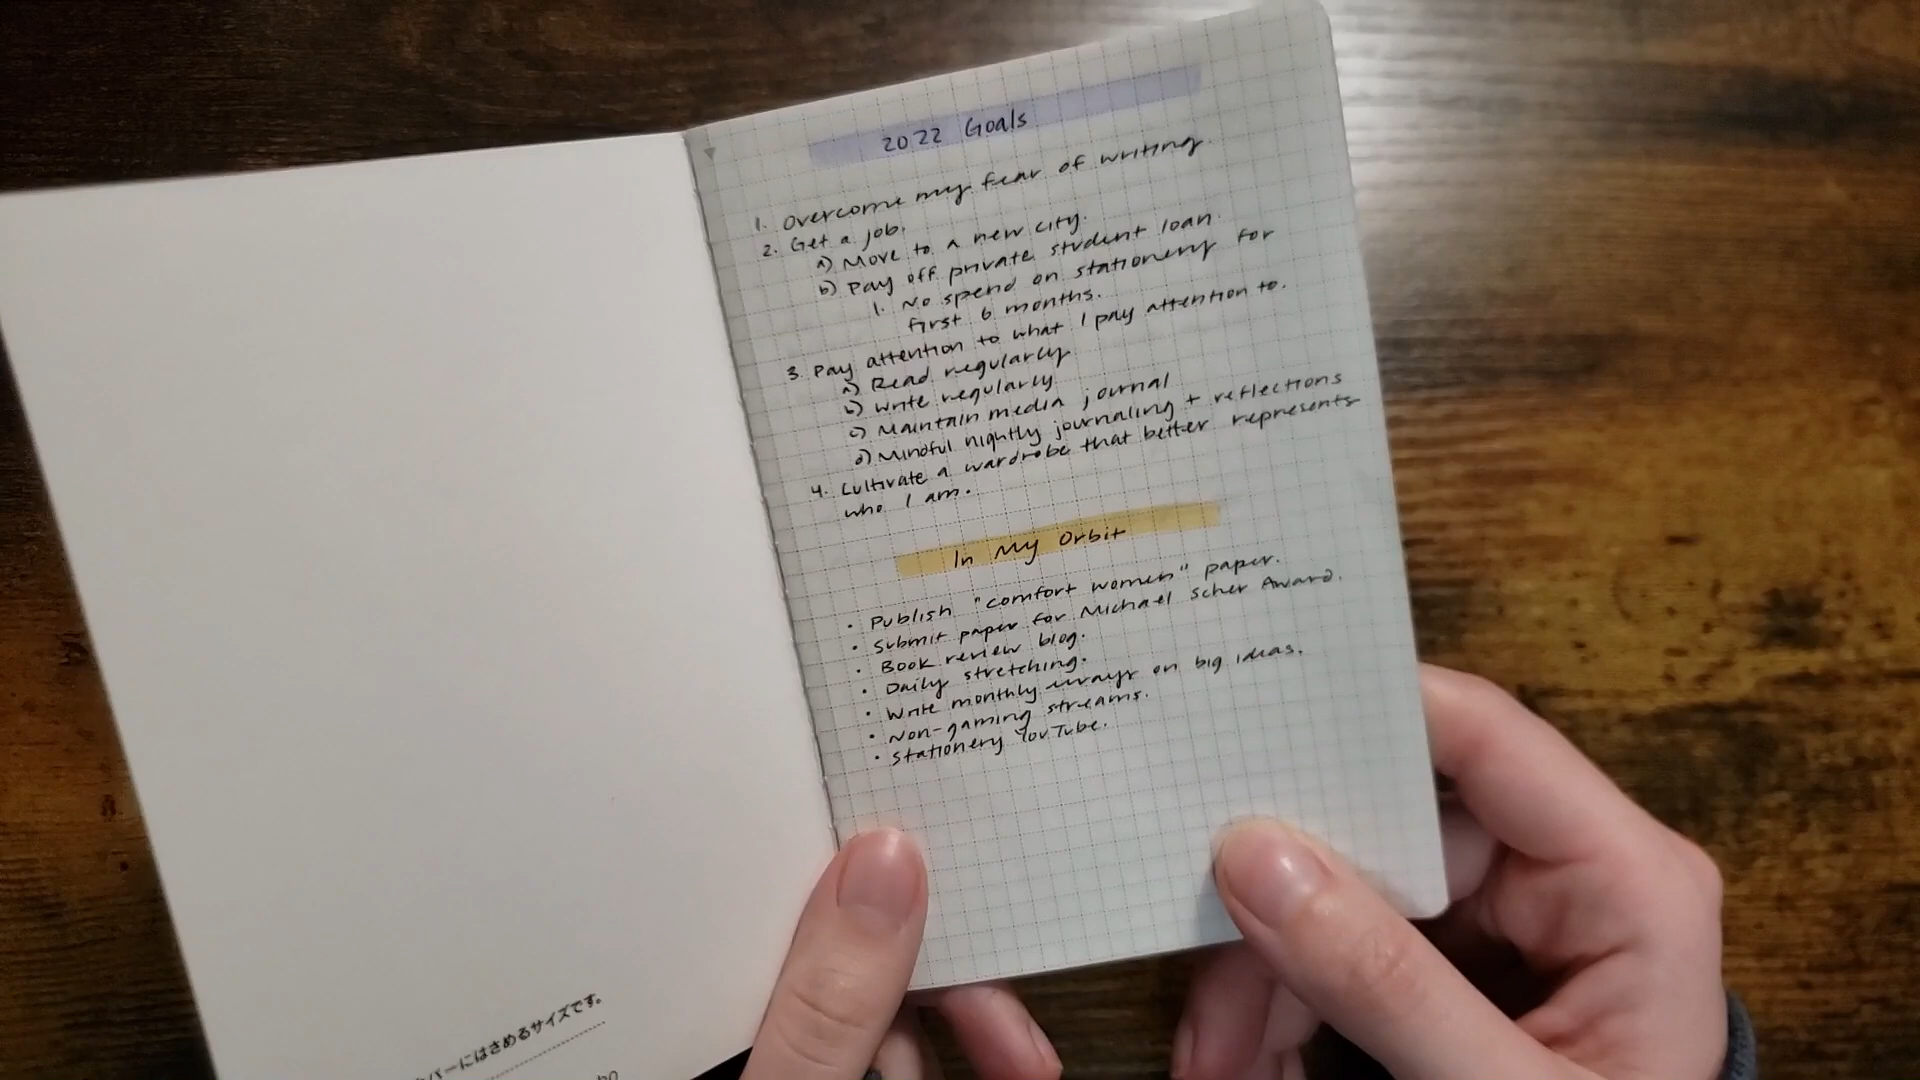 2022 Goals
1. Overcome my fear of writing.
2. Get a job.
a) Move to a new city.
b) Pay off private student loan.
1. No spend on stationery for
first 6 months.
3. Pay attention to what I pay attention to.
a) Read regularly
b) Write regularly
c) Maintain media journal
d) Mindful nightly journaling + reflections
4. Cultivate a wardrobe that better represents
who I am.
In My Orbit
• Publish "comfort women" paper.
• Submit paper for Michael Scher Award.
• Book review blog.
• Daily stretching.
• Write monthly essays on big ideas.
• Non-gaming streams.
• Stationery YouTube.
バーにはさめるサイズです。